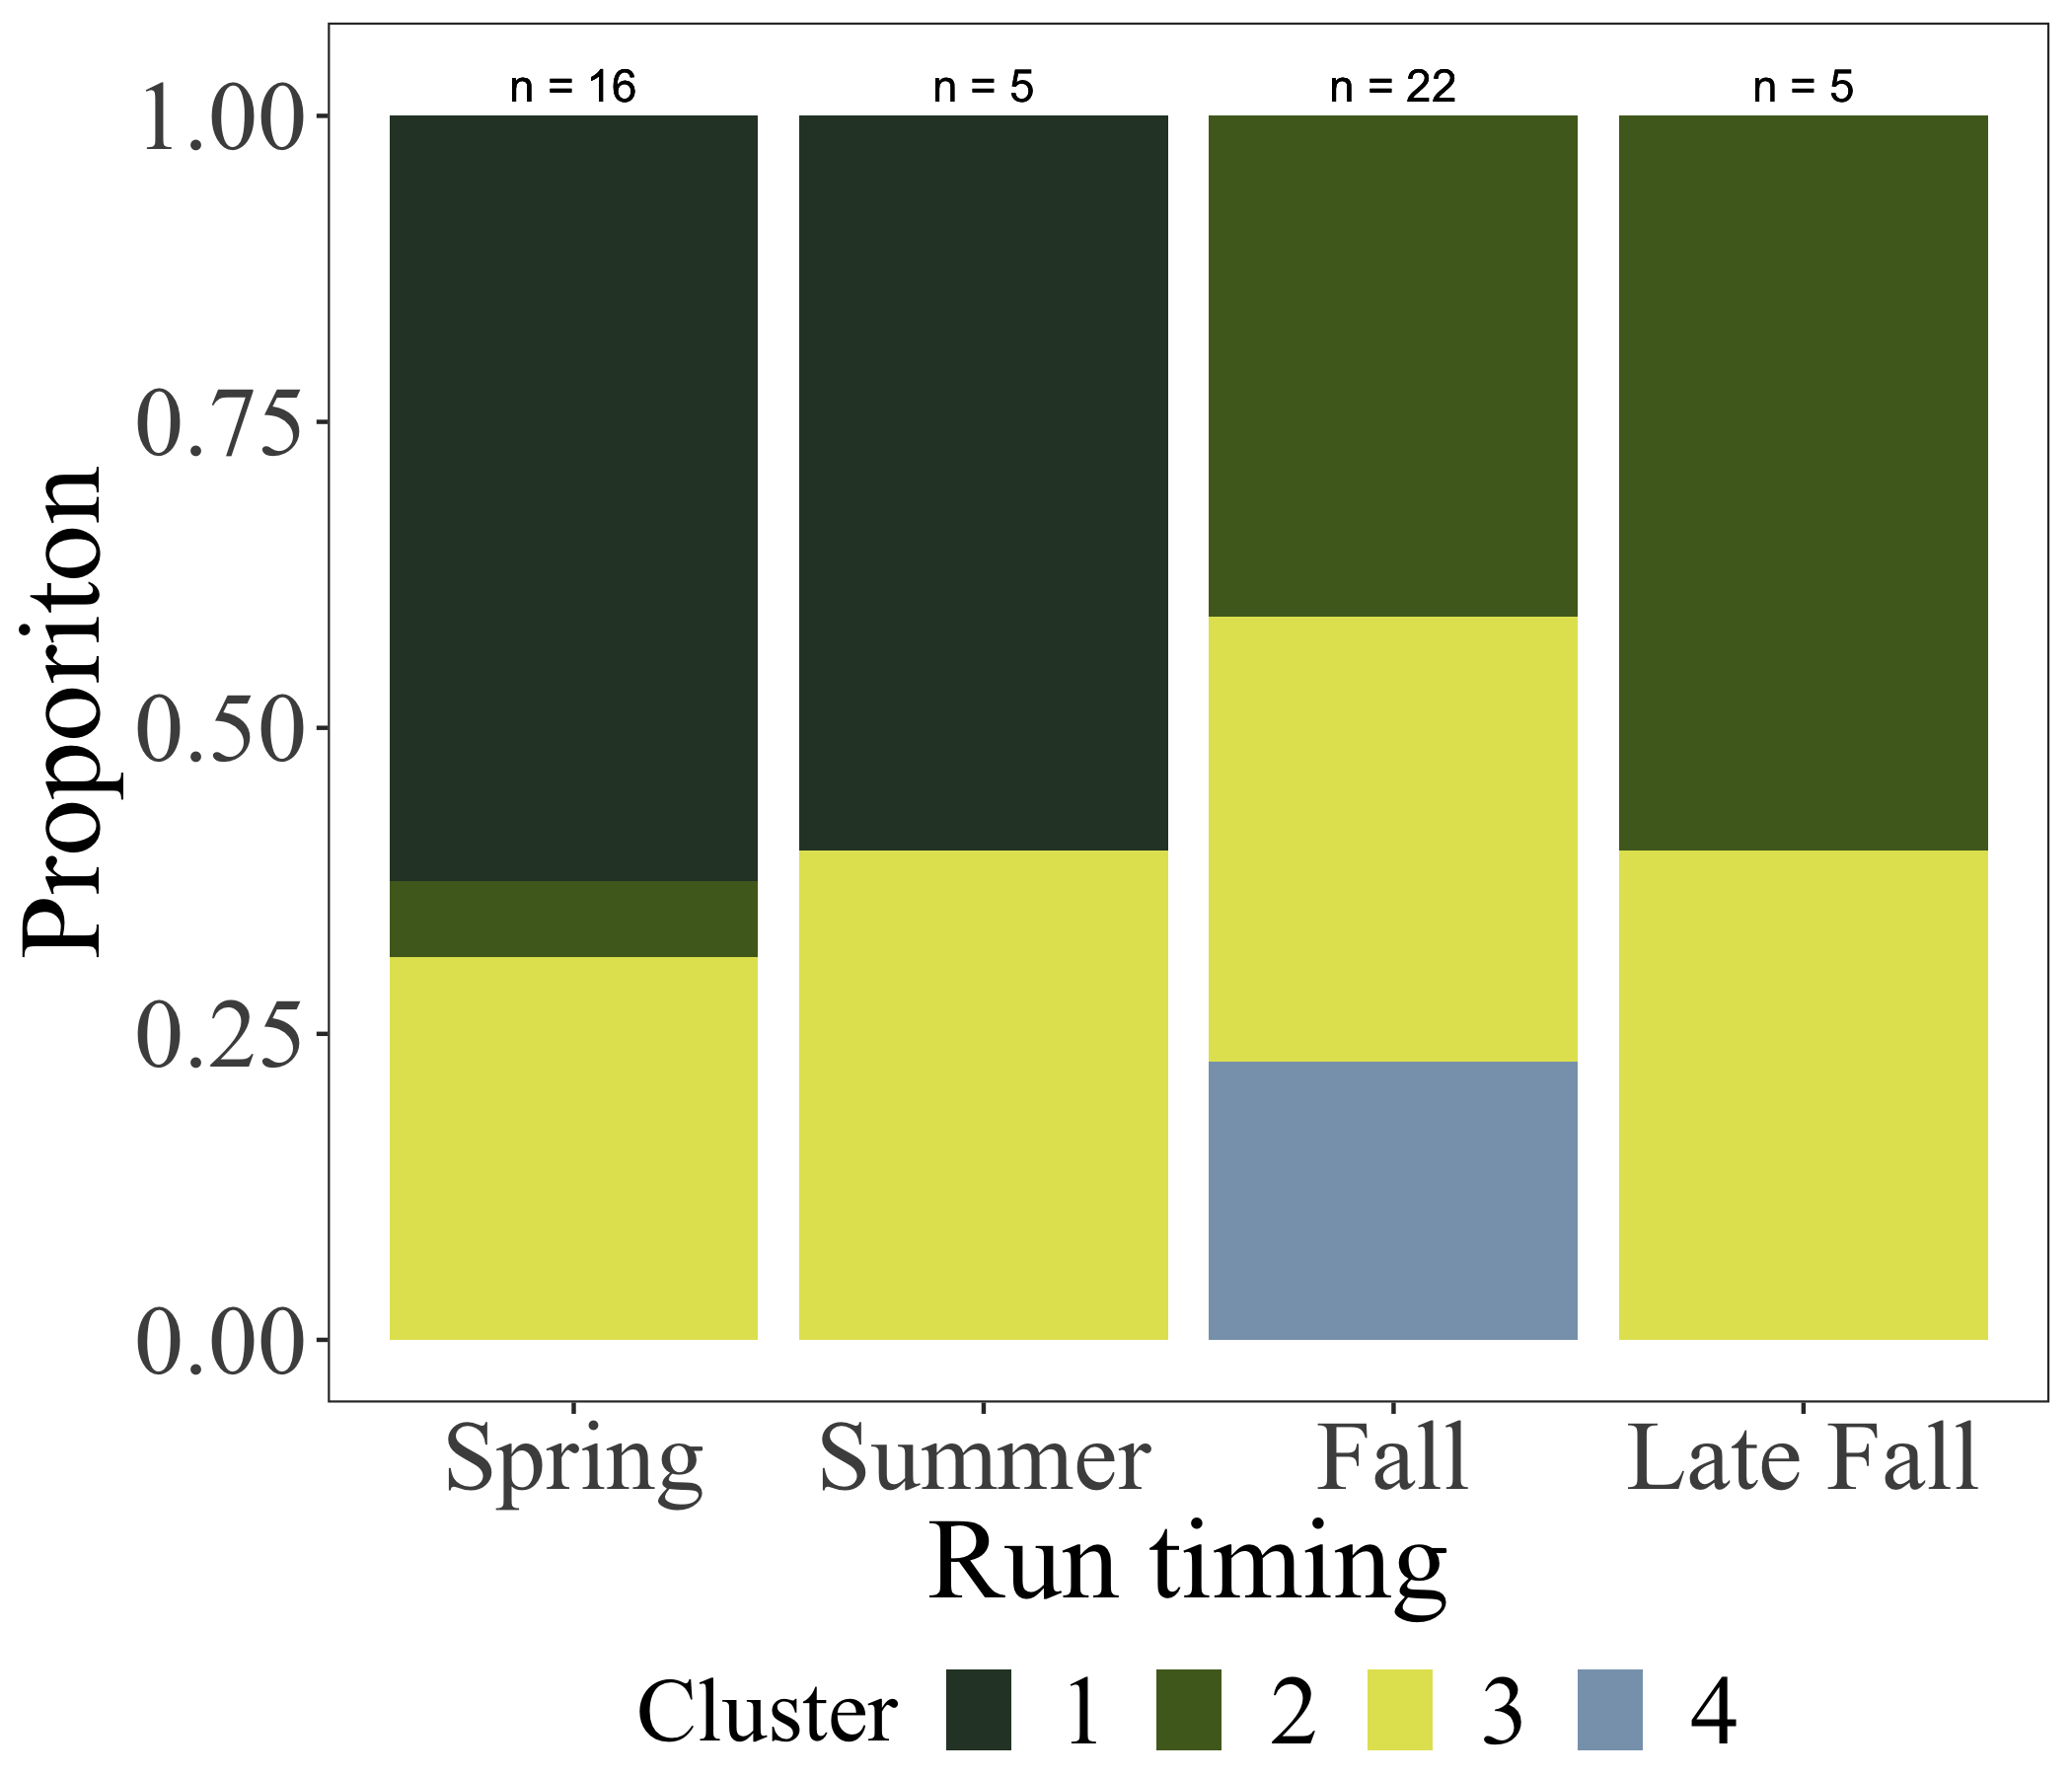 n = 16 n = 5 n = 22 n = 5
1.00
0.75
0.50
0.25
0.00
Proporiton
Spring Summer Fall Late Fall
Run timing
Cluster 1 2 3 4